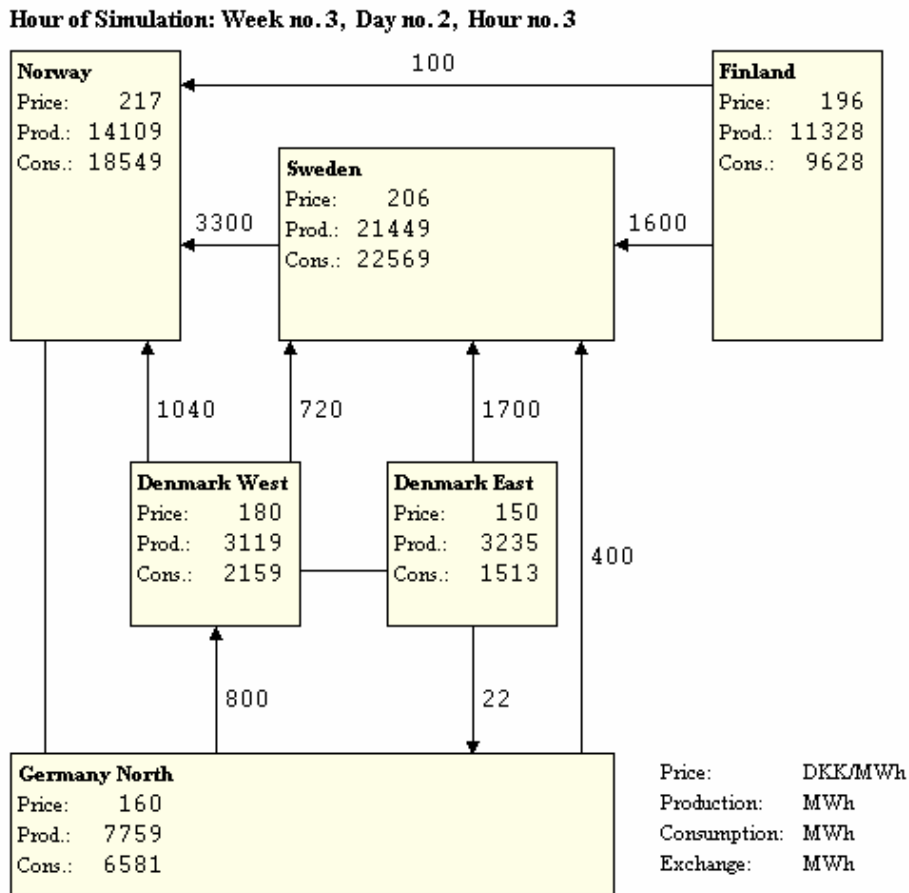 Hour of Simulation: Week no. 3, Day no. 2, Hour no. 3
100
Norway
Price: 217
Prod.: 14109
Cons.: 18549
Finland
Price: 196
Prod.: 11328
Cons.: 9628
Sweden
Price: 206
Prod.: 21449
Cons.: 22569
3300
1600
1040
720
1700
Denmark West
Price: 180
Prod.: 3119
Cons.: 2159
Denmark East
Price: 150
Prod.: 3235
Cons.: 1513
400
800
22
Germany North
Price: 160
Prod.: 7759
Cons.: 6581
Price: DKK/MWh
Production: MWh
Consumption: MWh
Exchange: MWh